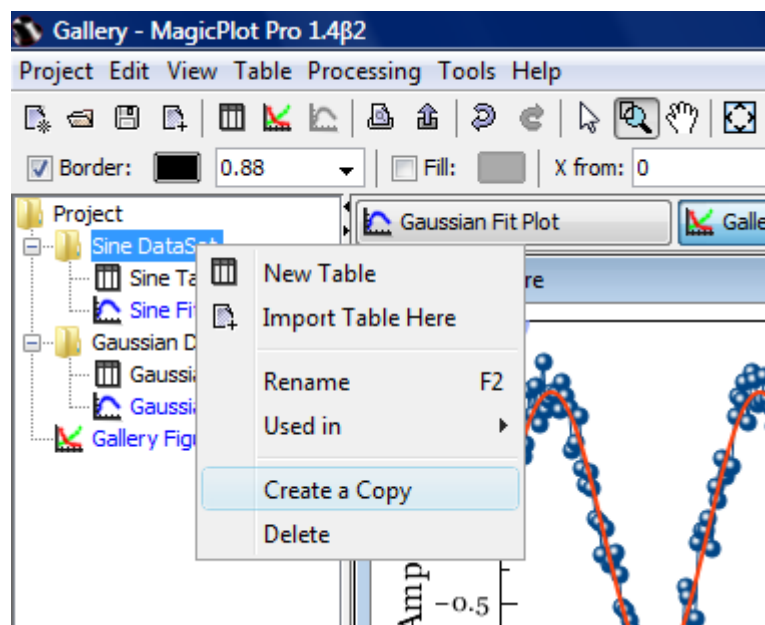 Gallery - MagicPlot Pro 1.4β2
Project Edit View Table Processing Tools Help
Border: 0.88 Fill: X from: 0
Project
Sine DataSet
Sine Ta
Sine Fi
Gaussian D
Gaussi
Gaussi
Gallery Figu
Gaussian Fit Plot
Galle
re
New Table
Import Table Here
Rename F2
Used in
Create a Copy
Delete
Amp
−0.5